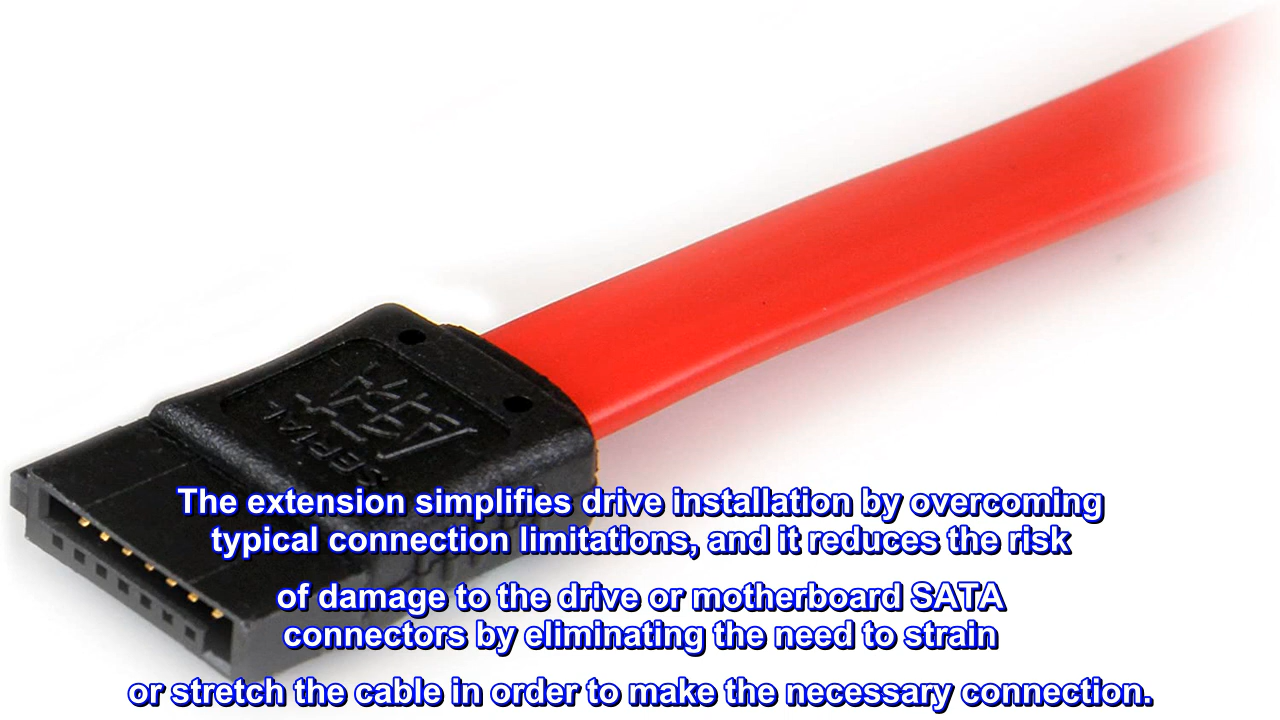 SERIAL
ATA
The extension simplifies drive installation by overcoming
typical connection limitations, and it reduces the risk
of damage to the drive or motherboard SATA
connectors by eliminating the need to strain
or stretch the cable in order to make the necessary connection.